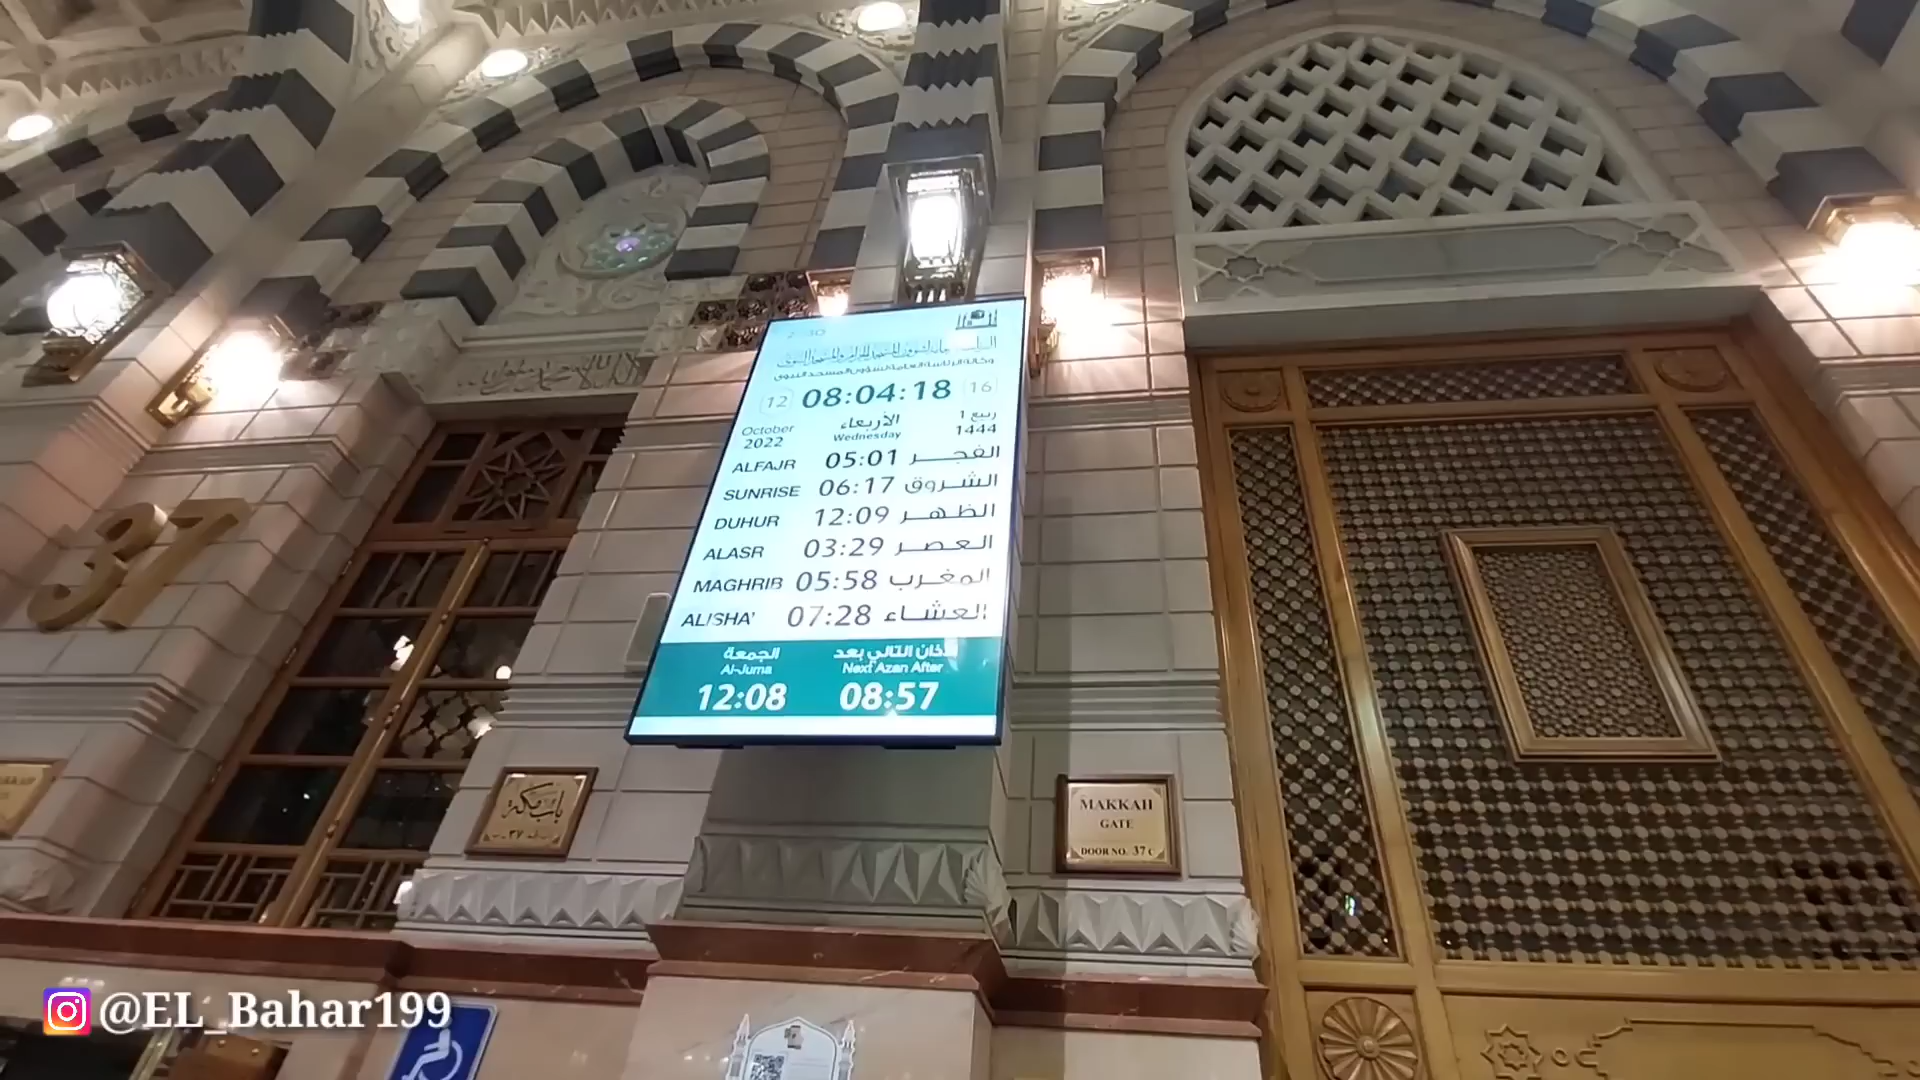 37
12
08:04:18
16
October
2022
الأربعاء
Wednesday
ربيع 1
1444
ALFAJR 05:01 الفجر
SUNRISE 06:17 الشروق
DUHUR 12:09 الظهر
ALASR 03:29 العصر
MAGHRIB 05:58 المغرب
ALISHA' 07:28 العشاء
الجمعة
Al-Juma
12:08
الأذان التالي بعد
Next Azan After
08:57
باب مكة
MAKKAH
GATE
DOOR NO. 37 C
@EL_Bahar199